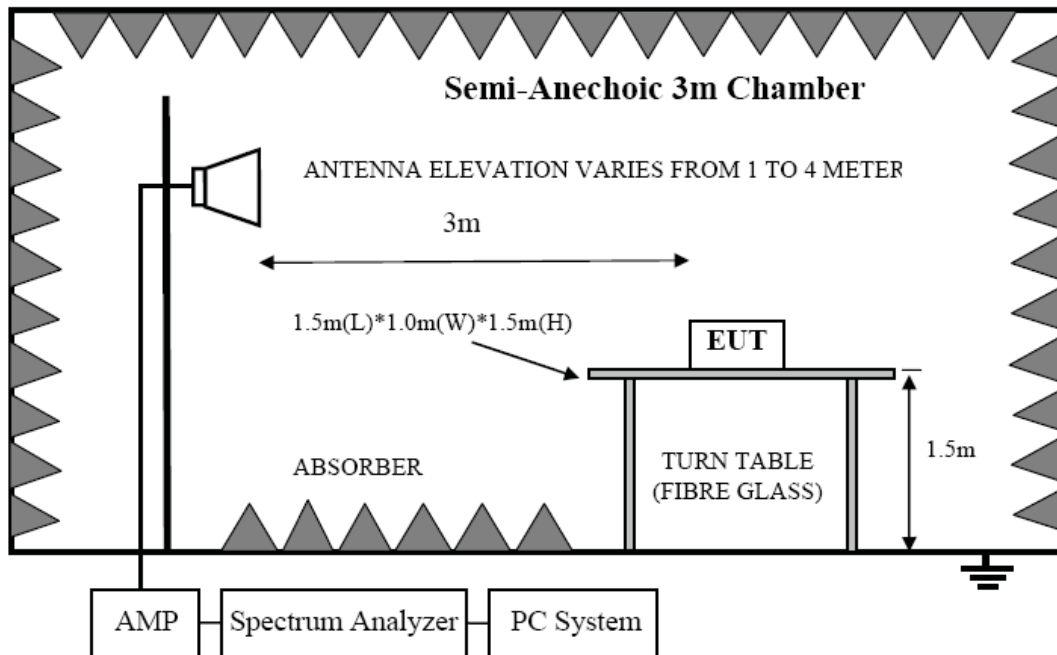 Semi-Anechoic 3m Chamber
ANTENNA ELEVATION VARIES FROM 1 TO 4 METER
3m
1.5m(L)*1.0m(W)*1.5m(H)
EUT
1.5m
ABSORBER
TURN TABLE
(FIBRE GLASS)
AMP
Spectrum Analyzer
PC System